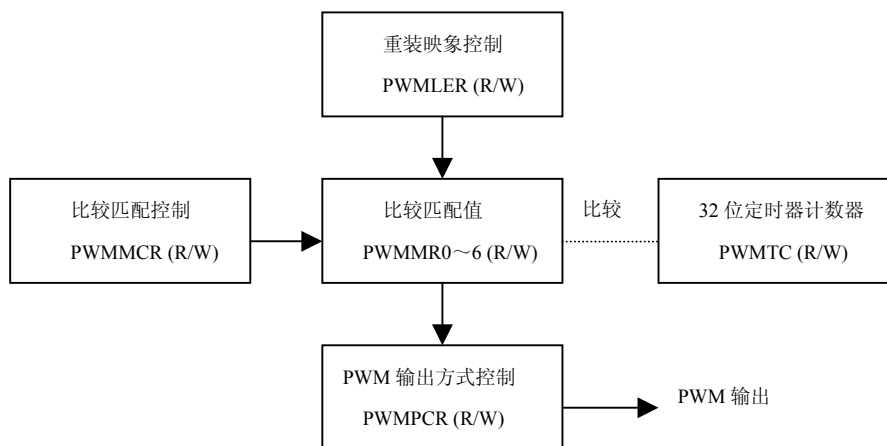 重装映象控制
PWMLER (R/W)
比较匹配控制
PWMMCR (R/W)
比较匹配值
PWMMR0～6 (R/W)
比较
32 位定时器计数器
PWMTC (R/W)
PWM 输出方式控制
PWMPCR (R/W)
PWM 输出